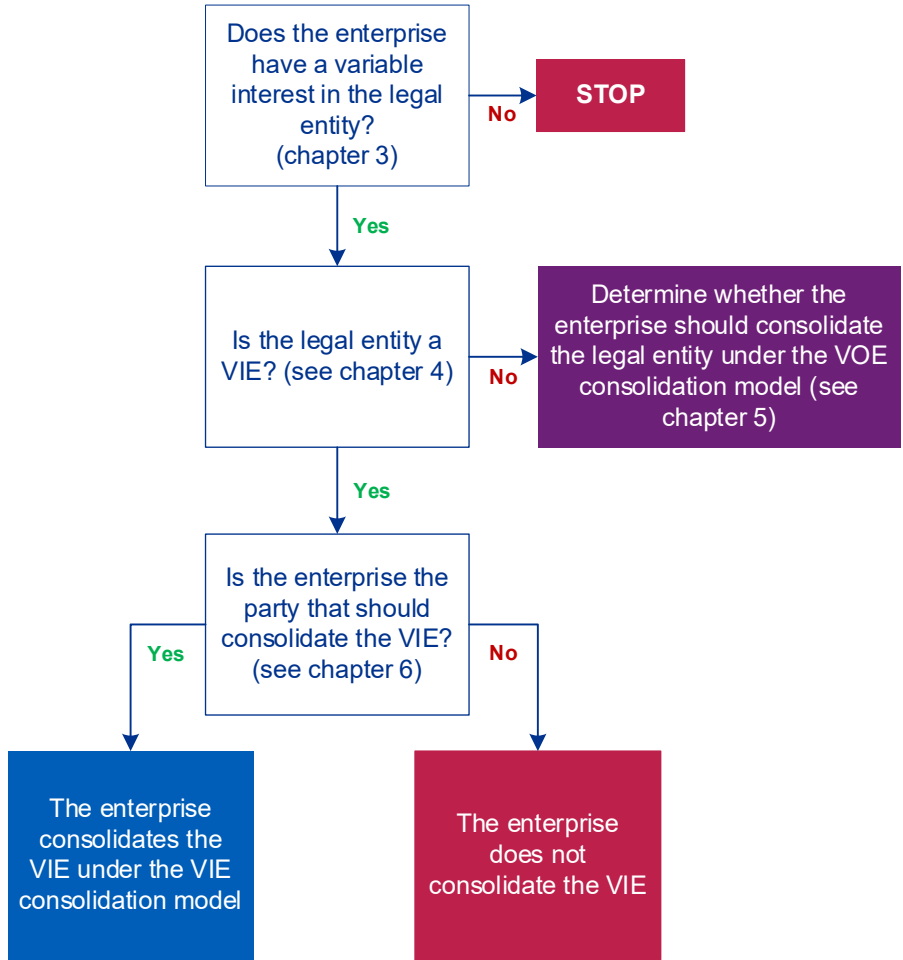 Does the enterprise
have a variable
interest in the legal
entity?
(chapter 3)
No
STOP
Yes
Is the legal entity a
VIE? (see chapter 4)
No
Determine whether the
enterprise should consolidate
the legal entity under the VOE
consolidation model (see
chapter 5)
Yes
Is the enterprise the
party that should
consolidate the VIE?
(see chapter 6)
Yes
No
The enterprise
consolidates the
VIE under the VIE
consolidation model
The enterprise
does not
consolidate the VIE